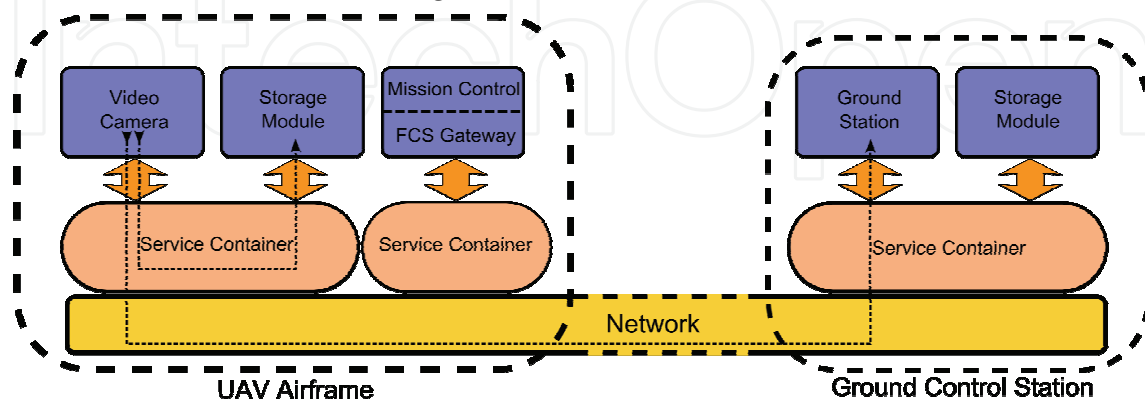 IntechOpen
Video
Camera
Storage
Module
Mission Control
FCS Gateway
Ground
Station
Storage
Module
Service Container
Service Container
Service Container
Network
UAV Airframe
Ground Control Station